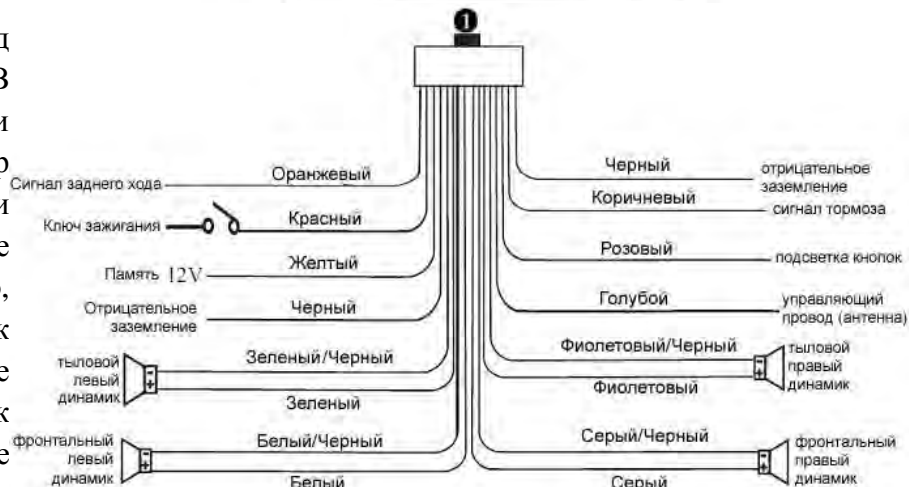 1
д
В
и
р
и
е
,
к
е
к
е
Сигнал заднего хода
Оранжевый
Ключ зажигания
Красный
Память 12V
Желтый
Отрицательное
заземление
Черный
тыловой
левый
динамик
Зеленый/Черный
Зеленый
фронтальный
левый
динамик
Белый/Черный
Белый
Черный
отрицательное
заземление
Коричневый
сигнал тормоза
Розовый
подсветка кнопок
Голубой
управляющий
провод (антенна)
Фиолетовый/Черный
Фиолетовый
тыловой
правый
динамик
Серый/Черный
Серый
фронтальный
правый
динамик